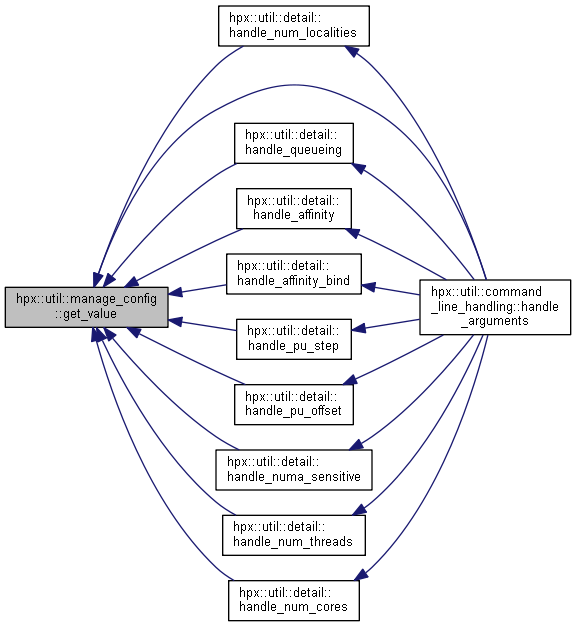 hpx::util::detail::
handle_num_localities
hpx::util::detail::
handle_queueing
hpx::util::detail::
handle_affinity
hpx::util::detail::
handle_affinity_bind
hpx::util::manage_config
::get_value
hpx::util::command
_line_handling::handle
_arguments
hpx::util::detail::
handle_pu_step
hpx::util::detail::
handle_pu_offset
hpx::util::detail::
handle_numa_sensitive
hpx::util::detail::
handle_num_threads
hpx::util::detail::
handle_num_cores